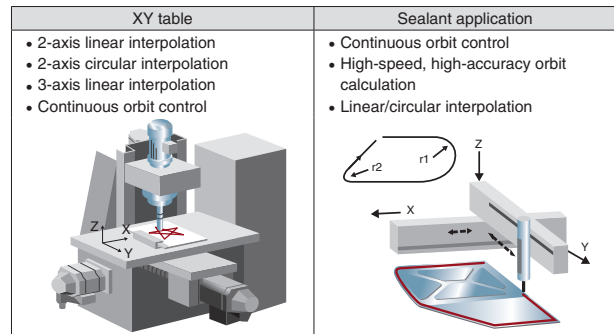 XY table
• 2-axis linear interpolation
• 2-axis circular interpolation
• 3-axis linear interpolation
• Continuous orbit control
Z
X
Y
Sealant application
• Continuous orbit control
• High-speed, high-accuracy orbit
calculation
• Linear/circular interpolation
r1
r2
Z
X
Y